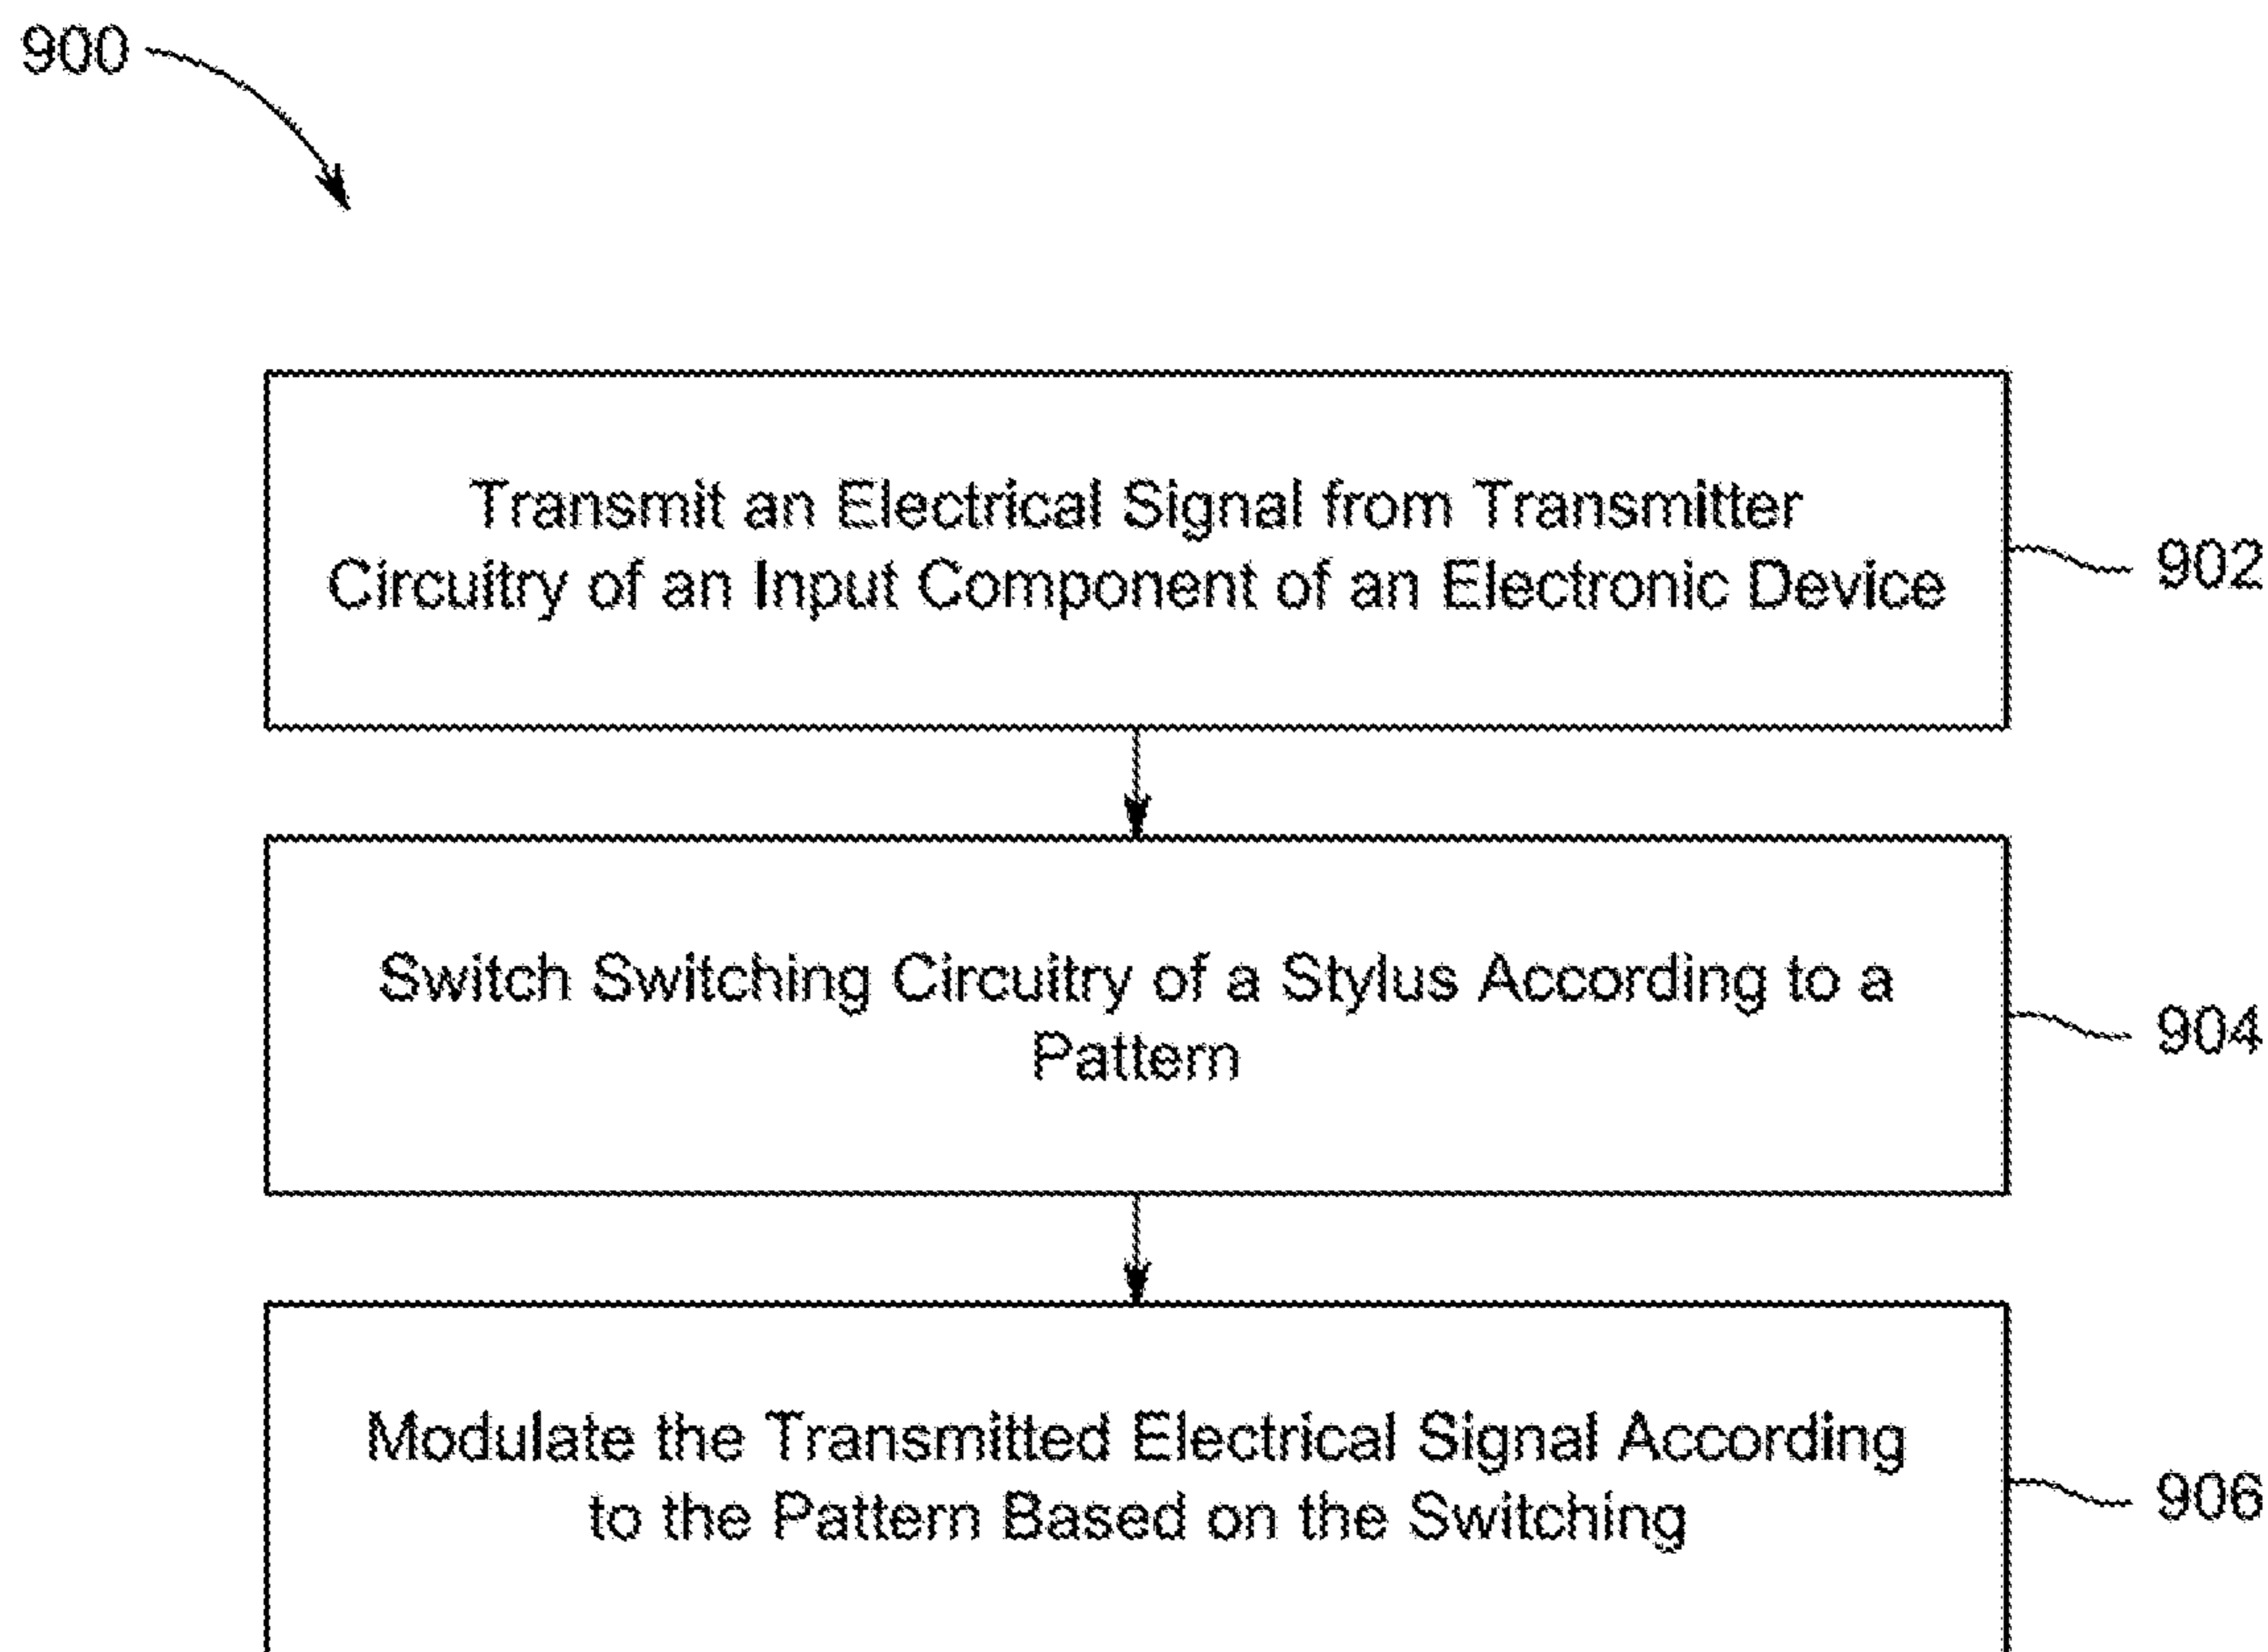 900
Transmit an Electrical Signal from Transmitter
Circuitry of an Input Component of an Electronic Device
902
Switch Switching Circuitry of a Stylus According to a
Pattern
904
Modulate the Transmitted Electrical Signal According
to the Pattern Based on the Switching
906